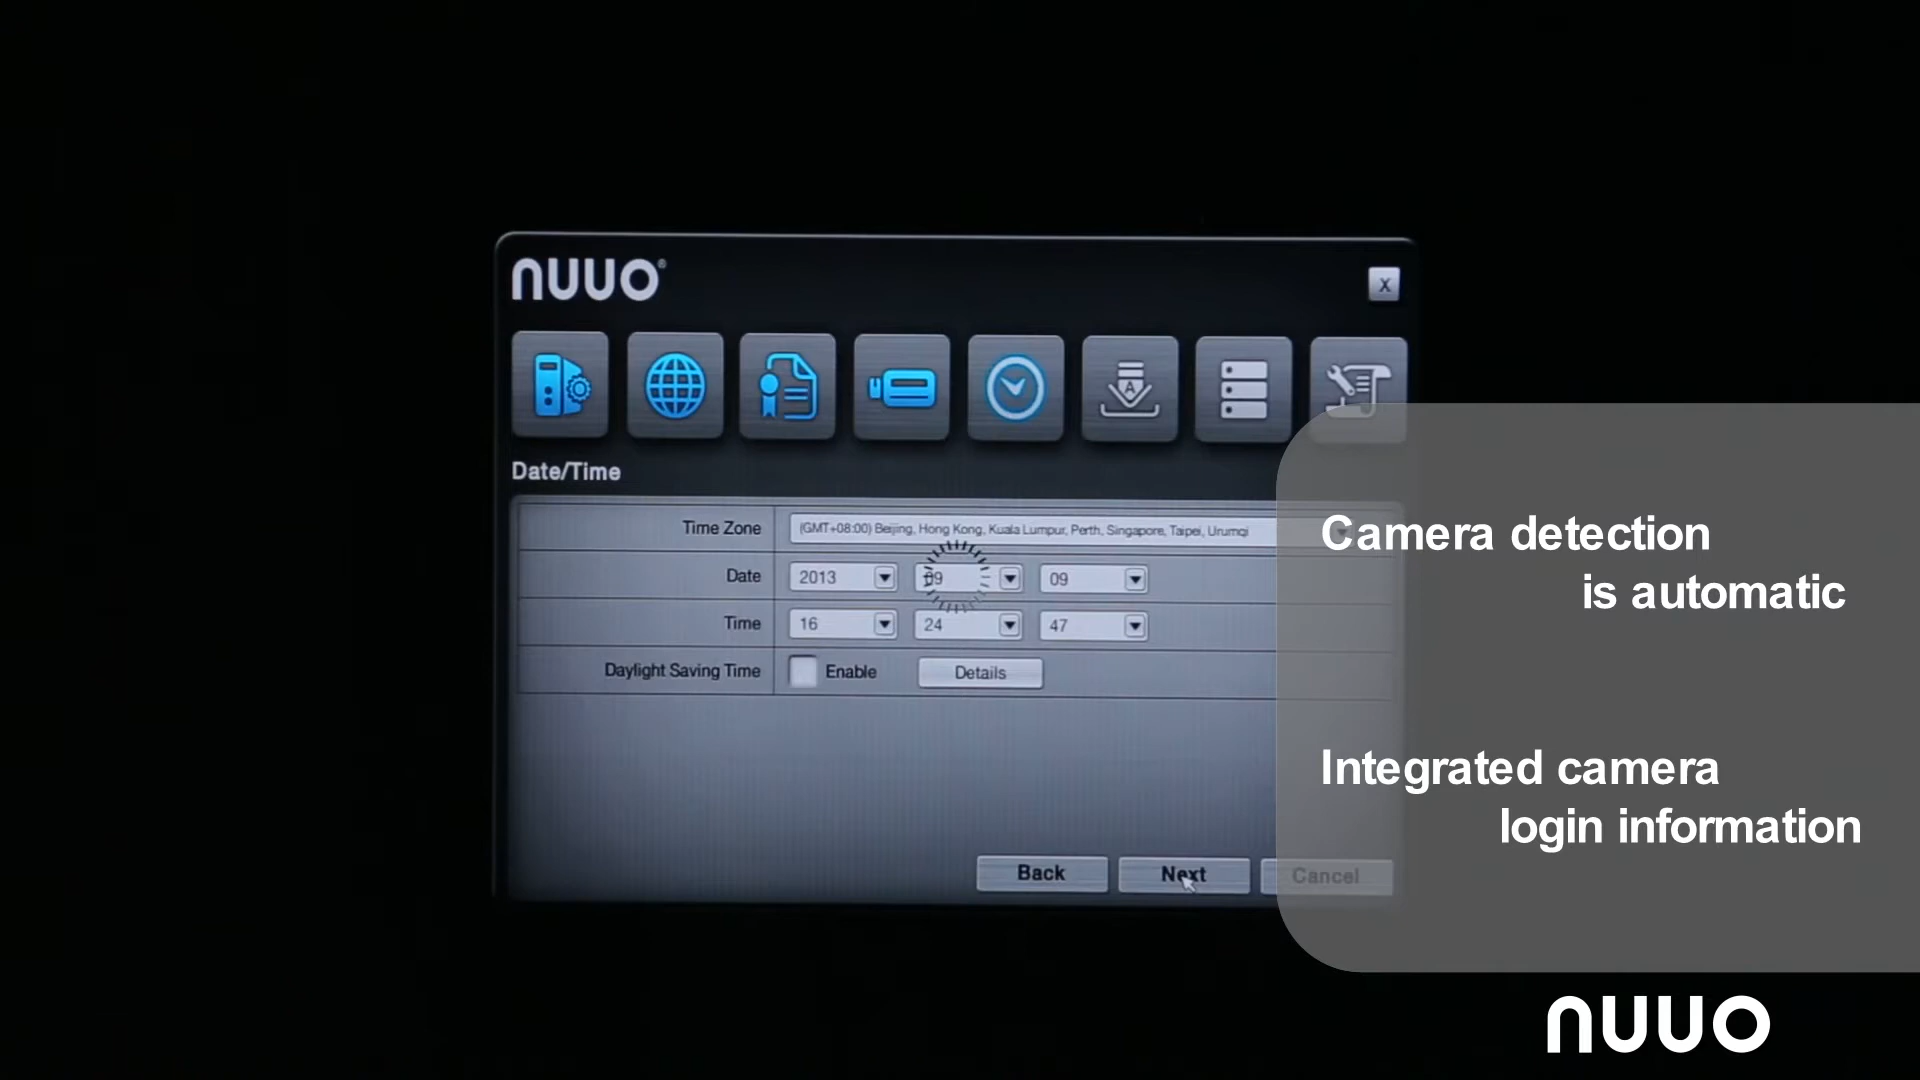 nuuo®
X
A
Date/Time
Time Zone (GMT+08:00) Beijing, Hong Kong, Kuala Lumpur, Perth, Singapore, Taipei, Urumqi
Date 2013 09 09
Time 16 24 47
Daylight Saving Time Enable Details
Back Next Cancel
Camera detection
is automatic
Integrated camera
login information
nuuo